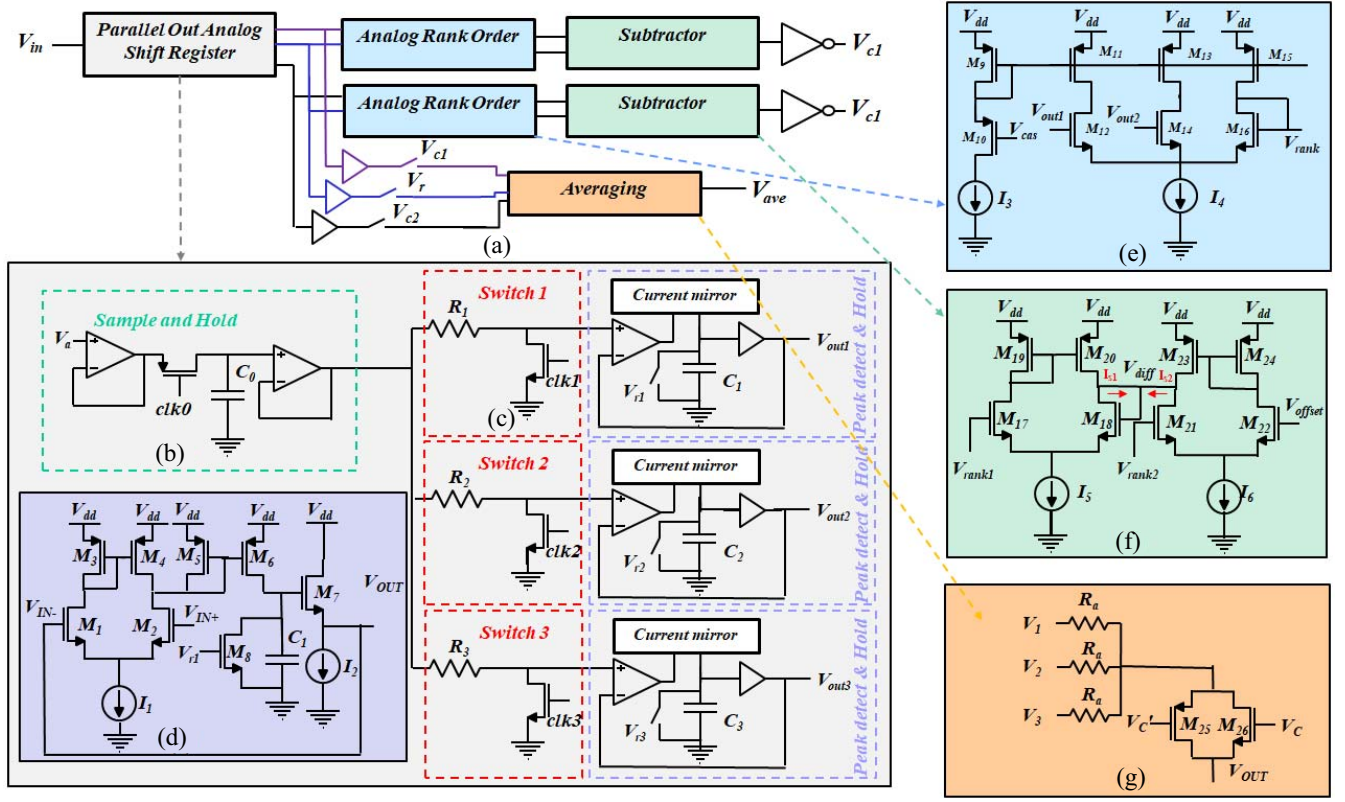 V_in
Parallel Out Analog
Shift Register
Analog Rank Order
Subtractor
V_c1
Analog Rank Order
Subtractor
V_c1
V_c1
V_r
V_c2
Averaging
V_ave
(a)
Sample and Hold
V_a
clk0
C_0
(b)
Switch 1
R_1
clk1
(c)
Current mirror
+
−
V_r1
C_1
V_out1
Peak detect & Hold
Switch 2
R_2
clk2
Current mirror
+
−
V_r2
C_2
V_out2
Peak detect & Hold
Switch 3
R_3
clk3
Current mirror
+
−
V_r3
C_3
V_out3
Peak detect & Hold
V_dd V_dd V_dd V_dd V_dd
M_3 M_4 M_5 M_6
M_7
V_OUT
V_IN- M_1 M_2 V_IN+
V_r1 M_8 C_1
I_2
I_1
(d)
V_dd V_dd V_dd V_dd
M_9 M_11 M_13 M_15
M_10 V_cas V_out1 M_12 V_out2 M_14 M_16 V_rank
I_3 I_4
(e)
V_dd V_dd V_dd V_dd
M_19 M_20 V_diff M_23 M_24
I_s1 I_s2
M_17 M_18 M_21 M_22 V_offset
V_rank1 V_rank2
I_5 I_6
(f)
V_1 R_a
V_2 R_a
V_3 R_a
V_C' M_25 M_26 V_C
V_OUT
(g)